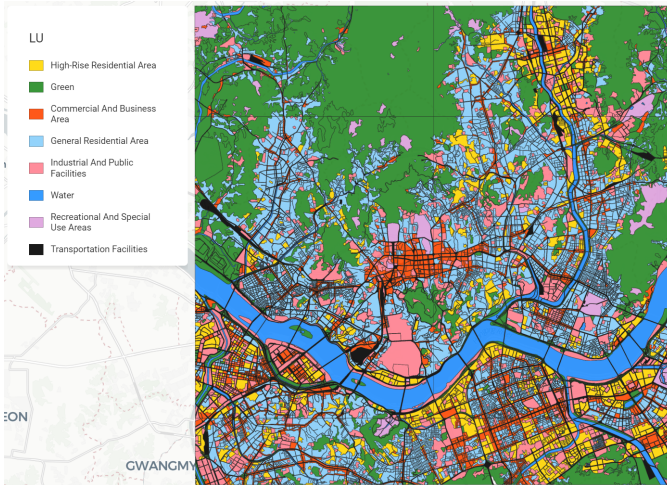 LU
High-Rise Residential Area
Green
Commercial And Business
Area
General Residential Area
Industrial And Public
Facilities
Water
Recreational And Special
Use Areas
Transportation Facilities
EON
GWANGMY